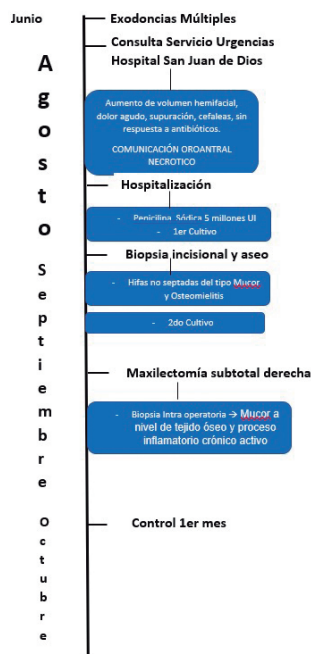 Junio
Exodoncias Múltiples
Consulta Servicio Urgencias
Hospital San Juan de Dios
Agosto
Aumento de volumen hemifacial,
dolor agudo, supuración, cefaleas, sin
respuesta a antibióticos.
COMUNICACIÓN OROANTRAL
NECROTICO
Hospitalización
- Penicilina Sódica 5 millones UI
- 1er Cultivo
Biopsia incisional y aseo
Septiembre
- Hifas no septadas del tipo Mucor
y Osteomielitis
- 2do Cultivo
Maxilectomía subtotal derecha
- Biopsia Intra operatoria → Mucor a
nivel de tejido óseo y proceso
inflamatorio crónico activo
Octubre
Control 1er mes